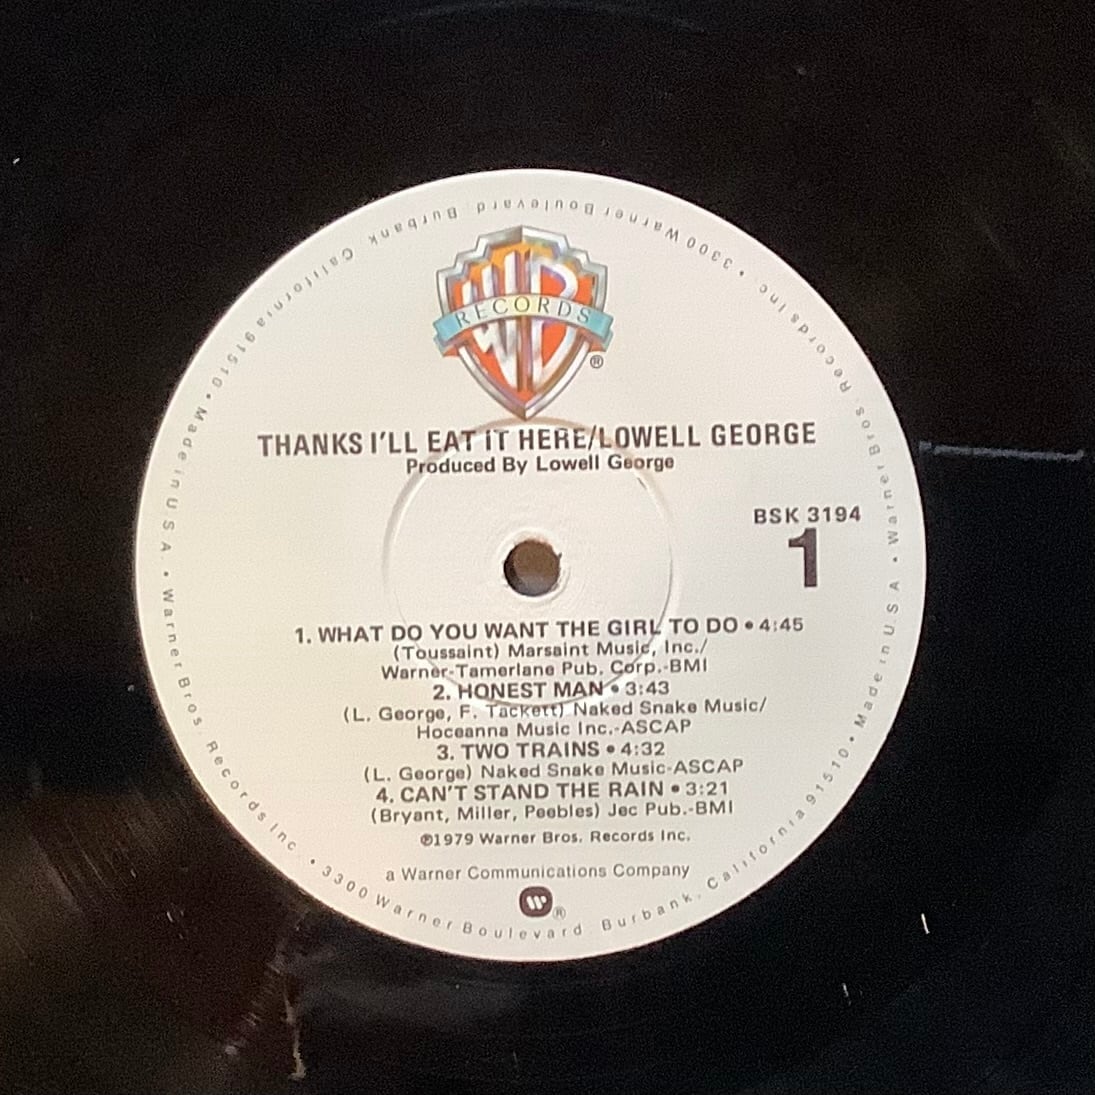 WB
RECORDS
®
THANKS I'LL EAT IT HERE/LOWELL GEORGE
Produced By Lowell George
BSK 3194
1
1. WHAT DO YOU WANT THE GIRL TO DO • 4:45
(Toussaint) Marsaint Music, Inc./
Warner-Tamerlane Pub. Corp.-BMI
2. HONEST MAN • 3:43
(L. George, F. Tackett) Naked Snake Music/
Hoceanna Music Inc.-ASCAP
3. TWO TRAINS • 4:32
(L. George) Naked Snake Music-ASCAP
4. CAN'T STAND THE RAIN • 3:21
(Bryant, Miller, Peebles) Jec Pub.-BMI
℗1979 Warner Bros. Records Inc.
a Warner Communications Company
W ®
Warner Bros. Records Inc. • 3300 Warner Boulevard, Burbank, California 91510 • Made in U.S.A. • Warner Bros. Records Inc. • 3300 Warner Boulevard, Burbank, California 91510 • Made in U.S.A. •